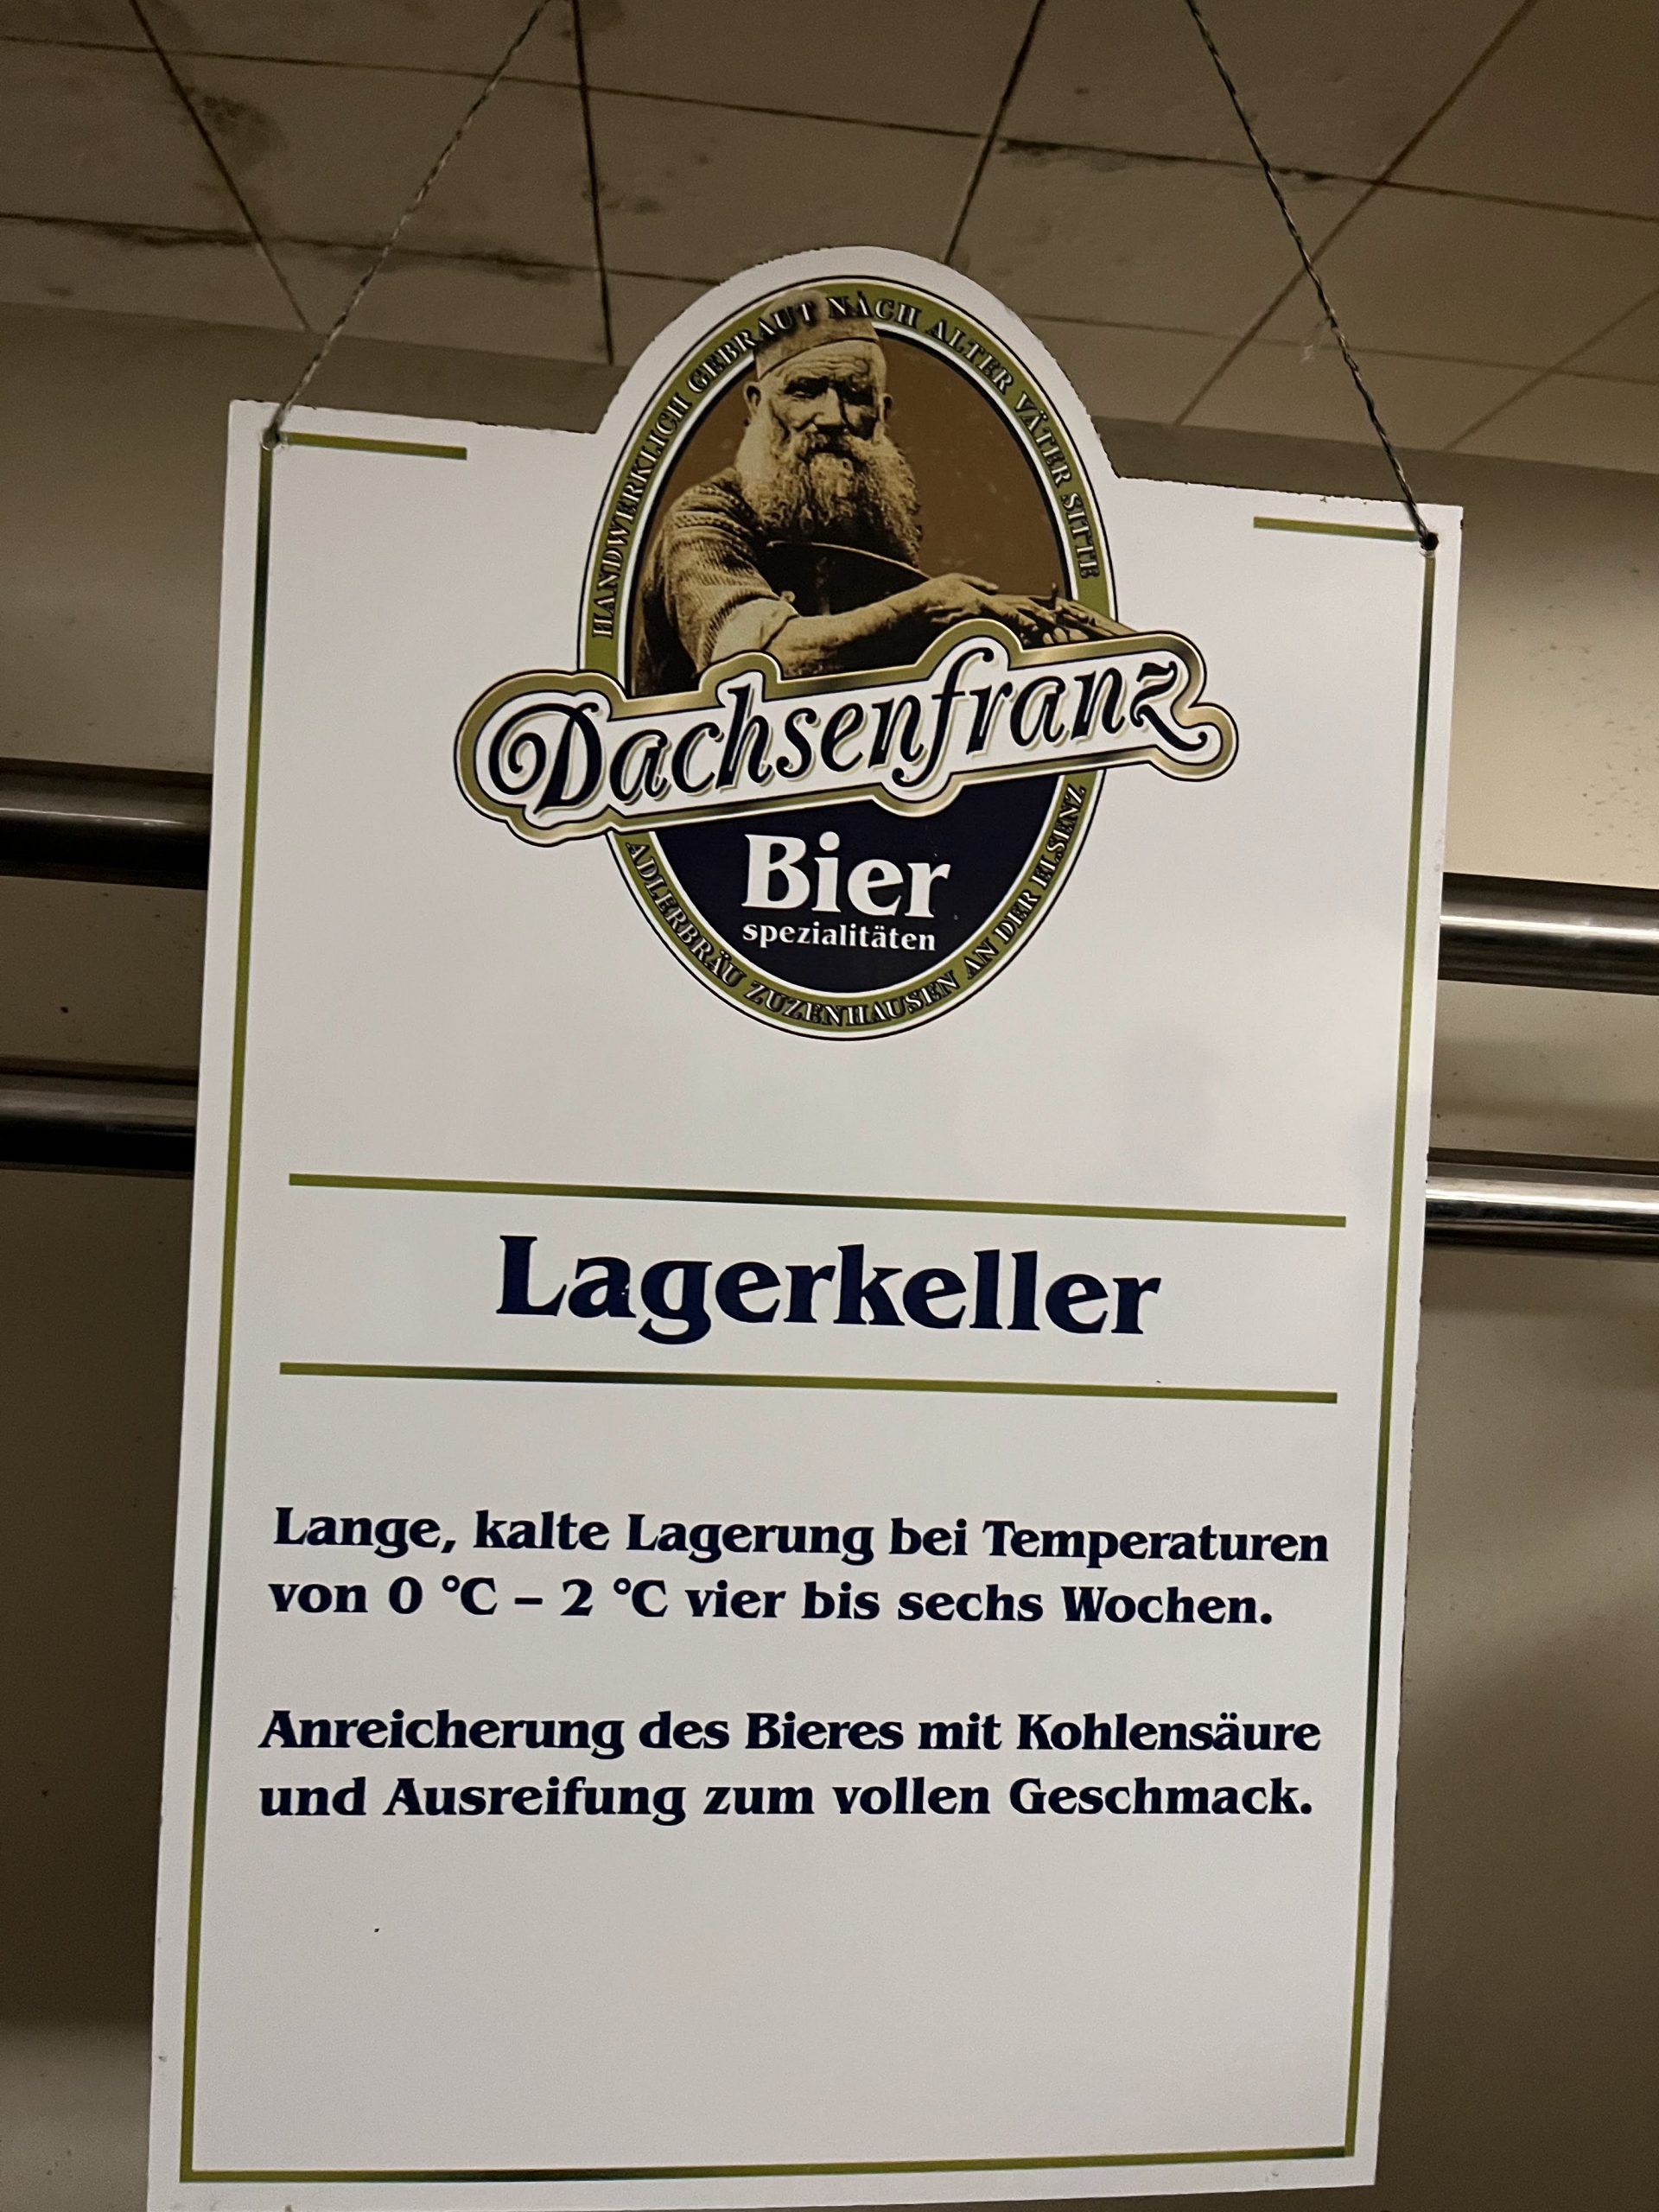 HANDWERKLICH GEBRAUT NACH ALTER VÄTER SITTE
Dachsenfranz
Bier
spezialitäten
ADLERBRÄU ZUZENHAUSEN AN DER ELSENZ
Lagerkeller
Lange, kalte Lagerung bei Temperaturen
von 0 °C – 2 °C vier bis sechs Wochen.
Anreicherung des Bieres mit Kohlensäure
und Ausreifung zum vollen Geschmack.